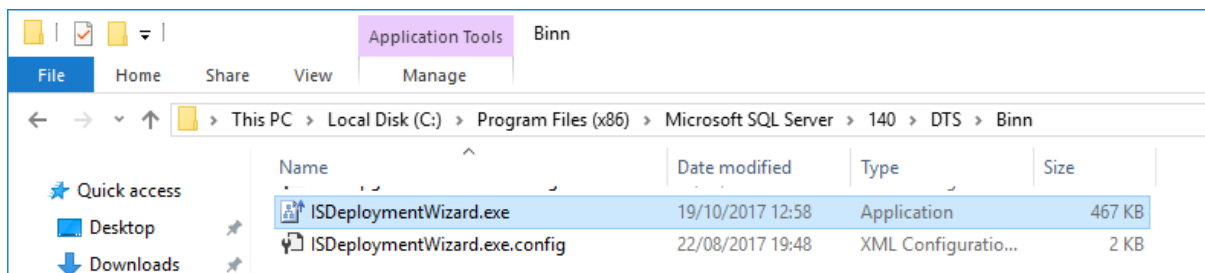 Application Tools Binn
File Home Share View Manage
This PC > Local Disk (C:) > Program Files (x86) > Microsoft SQL Server > 140 > DTS > Binn
Name Date modified Type Size
Quick access
ISDeploymentWizard.exe 19/10/2017 12:58 Application 467 KB
Desktop
ISDeploymentWizard.exe.config 22/08/2017 19:48 XML Configuratio... 2 KB
Downloads